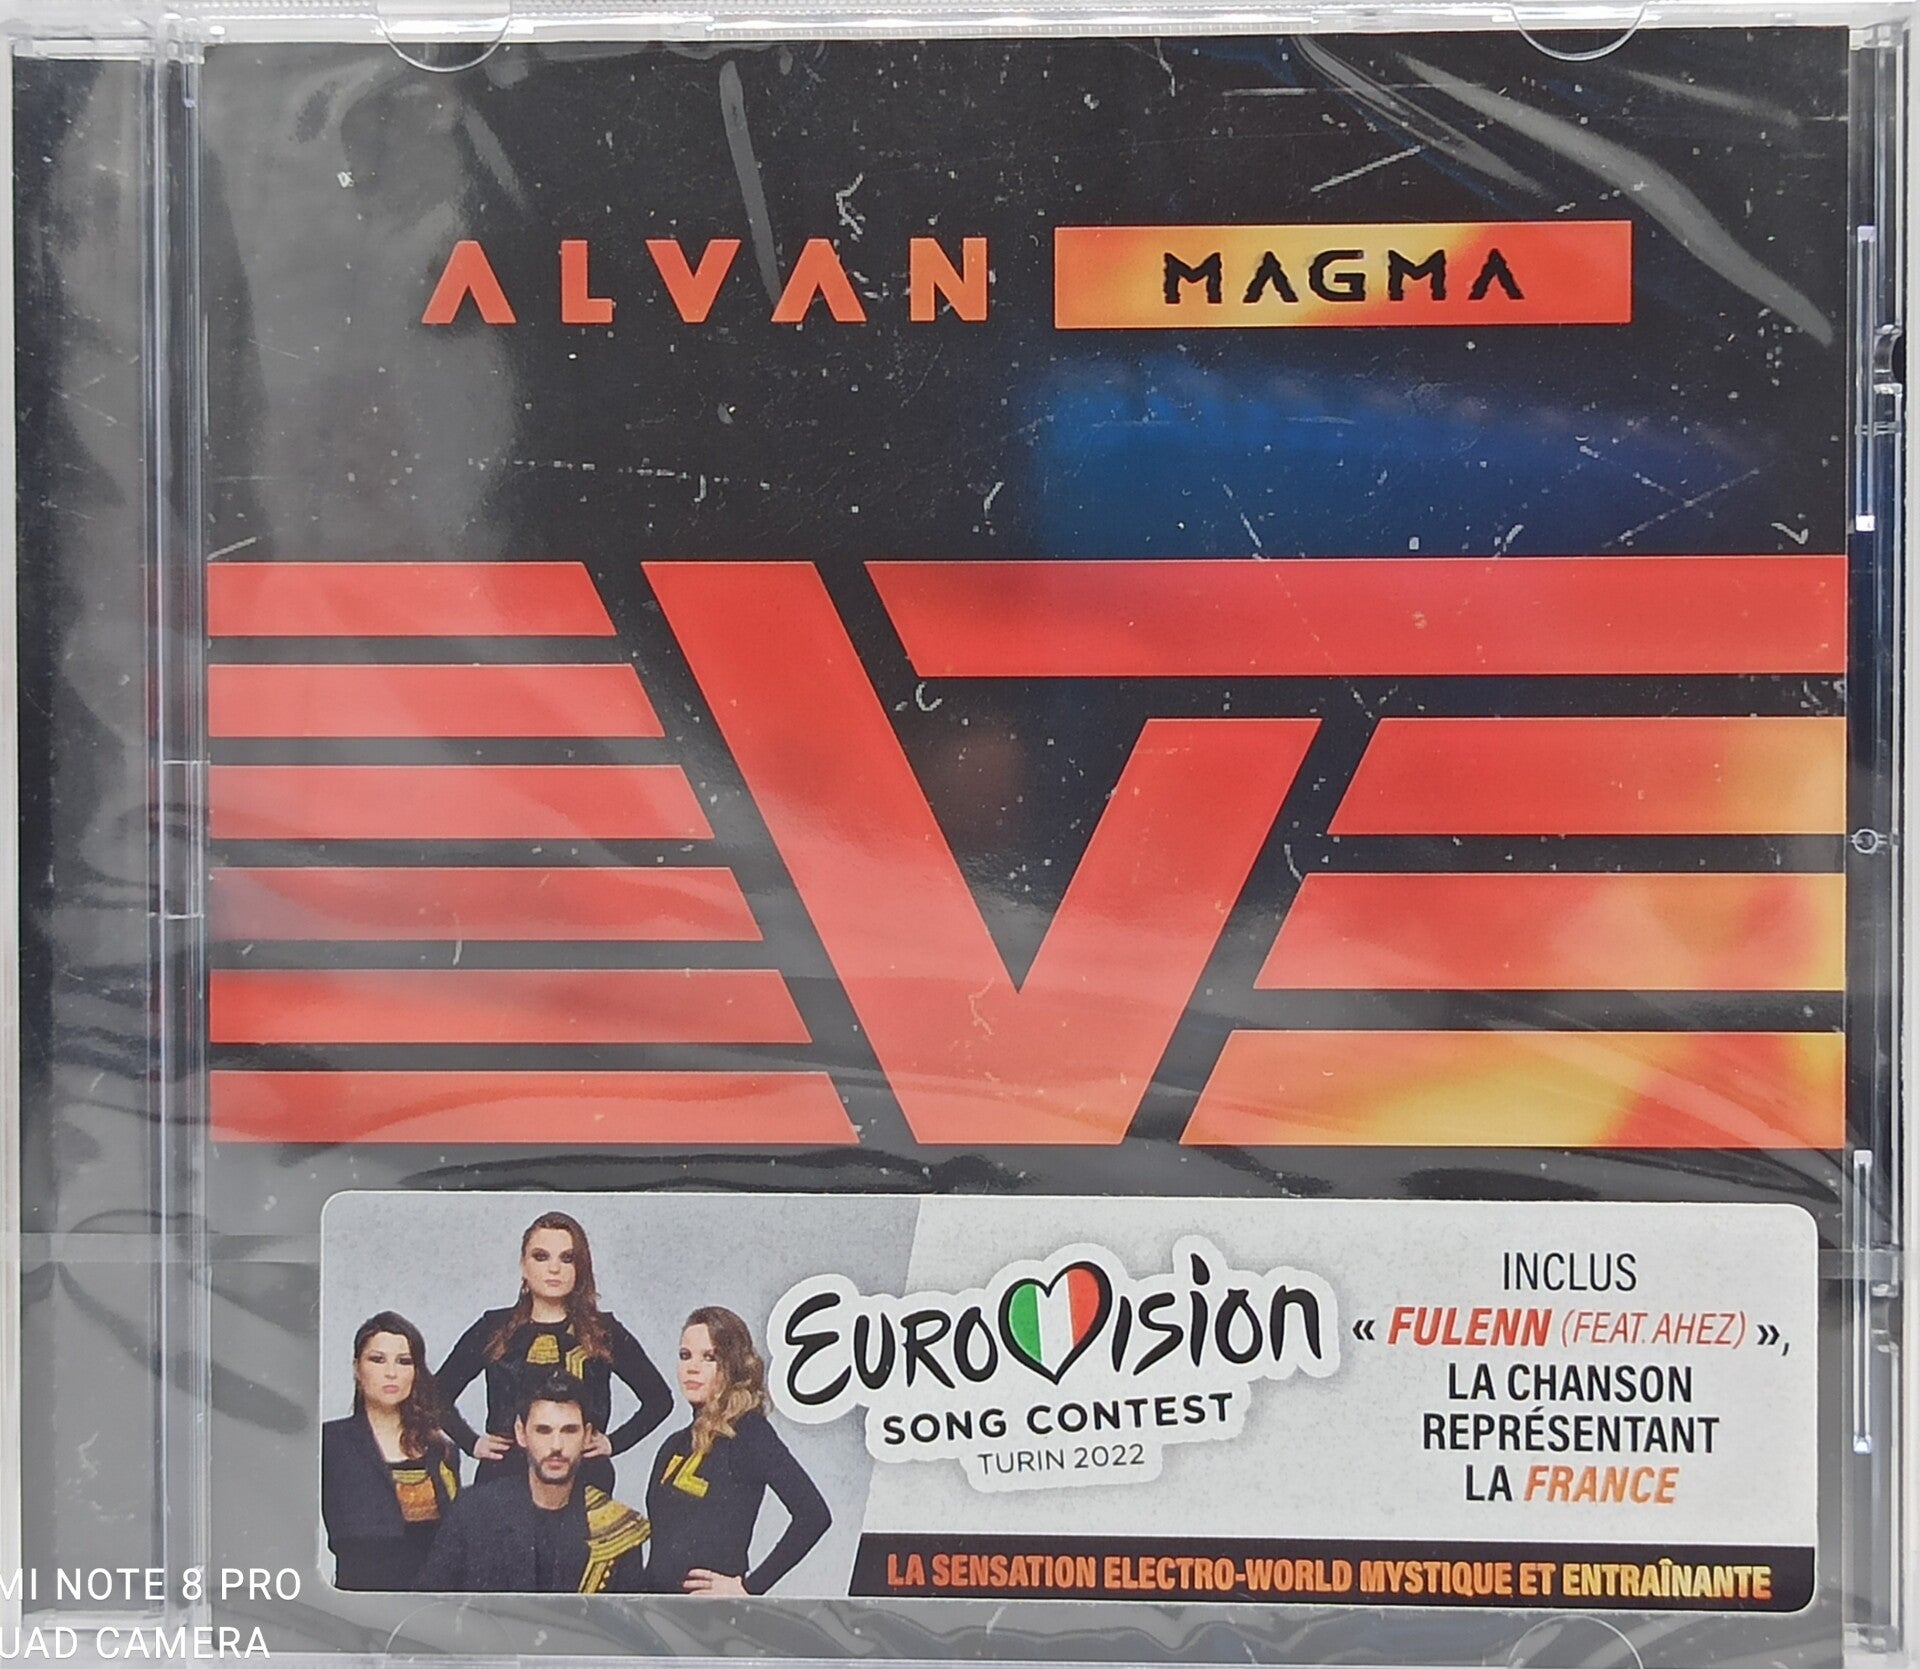 ALVAN MAGMA
EUROVISION
SONG CONTEST
TURIN 2022
INCLUS
« FULENN (FEAT. AHEZ) »,
LA CHANSON
REPRÉSENTANT
LA FRANCE
LA SENSATION ELECTRO-WORLD MYSTIQUE ET ENTRAÎNANTE
MI NOTE 8 PRO
UAD CAMERA